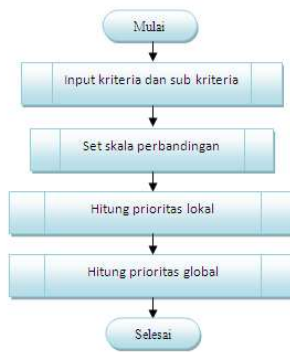 Mulai
Input kriteria dan sub kriteria
Set skala perbandingan
Hitung prioritas lokal
Hitung prioritas global
Selesai